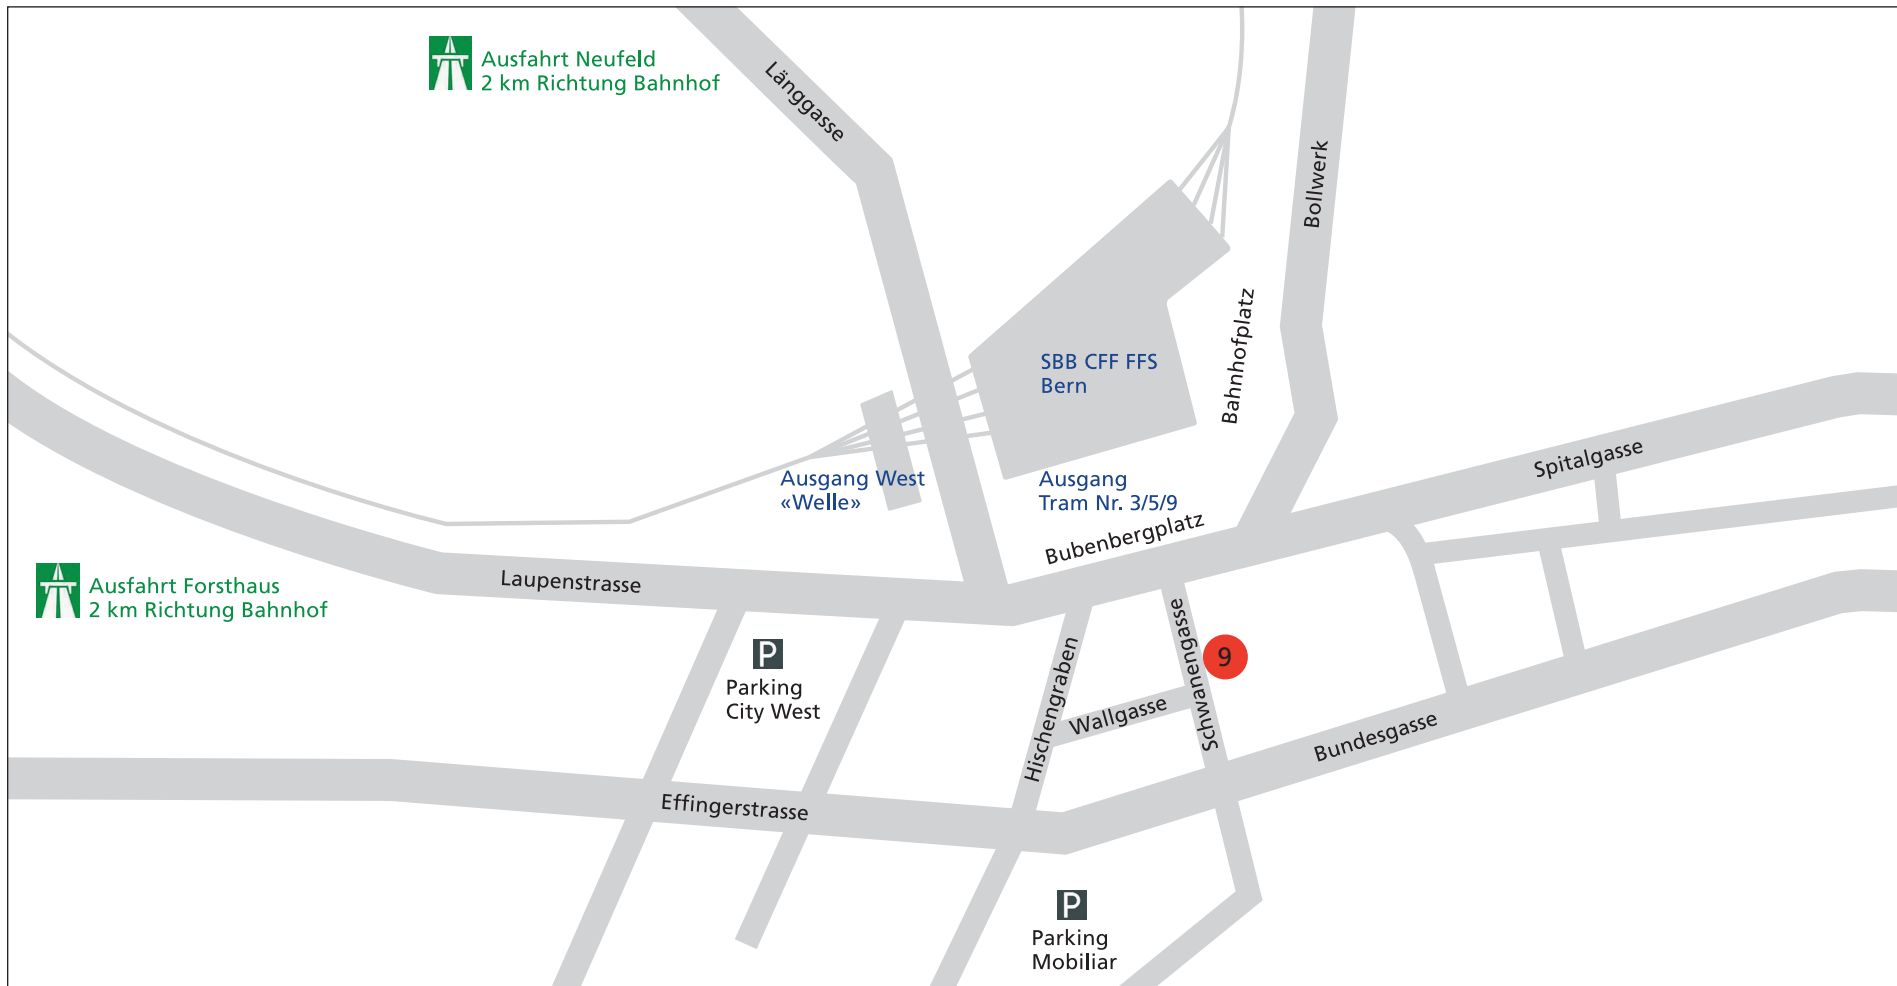 Ausfahrt Neufeld
2 km Richtung Bahnhof
Länggasse
Bollwerk
Bahnhofplatz
SBB CFF FFS
Bern
Ausgang West
«Welle»
Ausgang
Tram Nr. 3/5/9
Bubenbergplatz
Spitalgasse
Ausfahrt Forsthaus
2 km Richtung Bahnhof
Laupenstrasse
P
Parking
City West
Hischengraben
Schwanengasse
9
Wallgasse
Bundesgasse
Effingerstrasse
P
Parking
Mobiliar